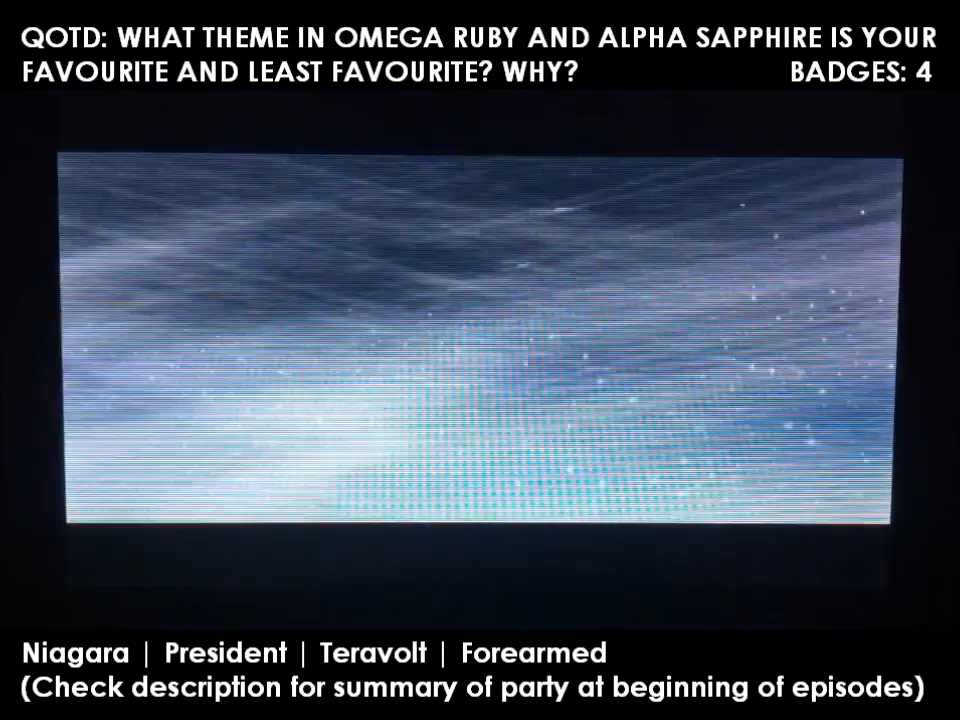 QOTD: WHAT THEME IN OMEGA RUBY AND ALPHA SAPPHIRE IS YOUR
FAVOURITE AND LEAST FAVOURITE? WHY? BADGES: 4
Niagara | President | Teravolt | Forearmed
(Check description for summary of party at beginning of episodes)